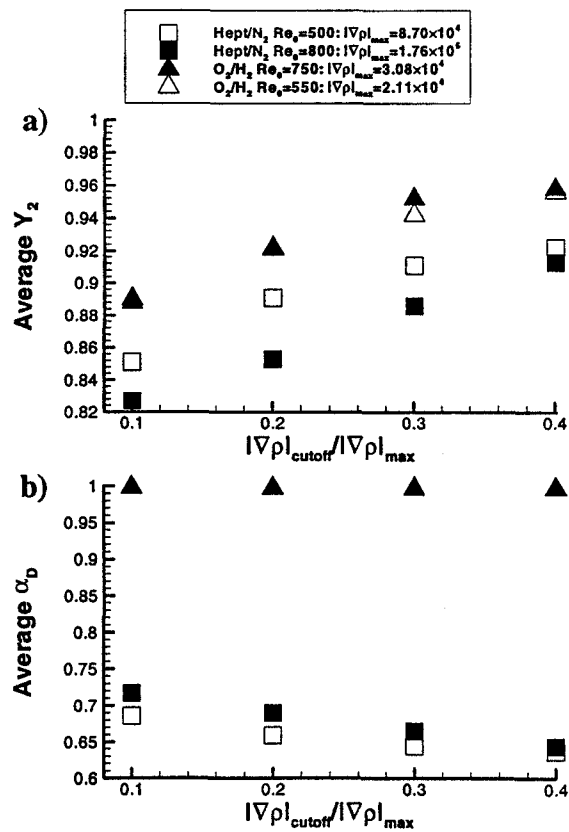 Hept/N₂ Re₀=500: |∇ρ|max=8.70×10⁴
Hept/N₂ Re₀=800: |∇ρ|max=1.76×10⁵
O₂/H₂ Re₀=750: |∇ρ|max=3.08×10⁴
O₂/H₂ Re₀=550: |∇ρ|max=2.11×10⁴
a)
1
0.98
0.96
0.94
0.92
0.9
0.88
0.86
0.84
0.82
Average Y₂
0.1 0.2 0.3 0.4
|∇ρ|cutoff/|∇ρ|max
b)
1
0.95
0.9
0.85
0.8
0.75
0.7
0.65
0.6
Average α_D
0.1 0.2 0.3 0.4
|∇ρ|cutoff/|∇ρ|max